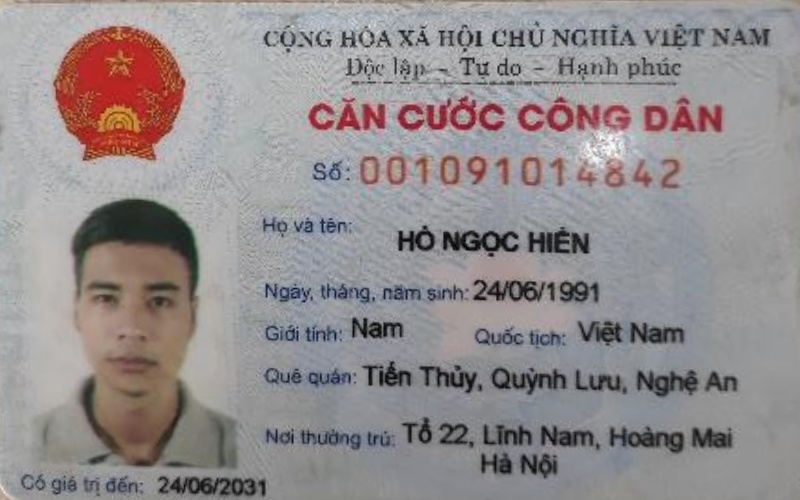 CỘNG HÒA XÃ HỘI CHỦ NGHĨA VIỆT NAM
Độc lập – Tự do – Hạnh phúc
CĂN CƯỚC CÔNG DÂN
Số: 001091014842
Họ và tên: HỒ NGỌC HIỀN
Ngày, tháng, năm sinh: 24/06/1991
Giới tính: Nam Quốc tịch: Việt Nam
Quê quán: Tiến Thủy, Quỳnh Lưu, Nghệ An
Nơi thường trú: Tổ 22, Lĩnh Nam, Hoàng Mai
Hà Nội
Có giá trị đến: 24/06/2031